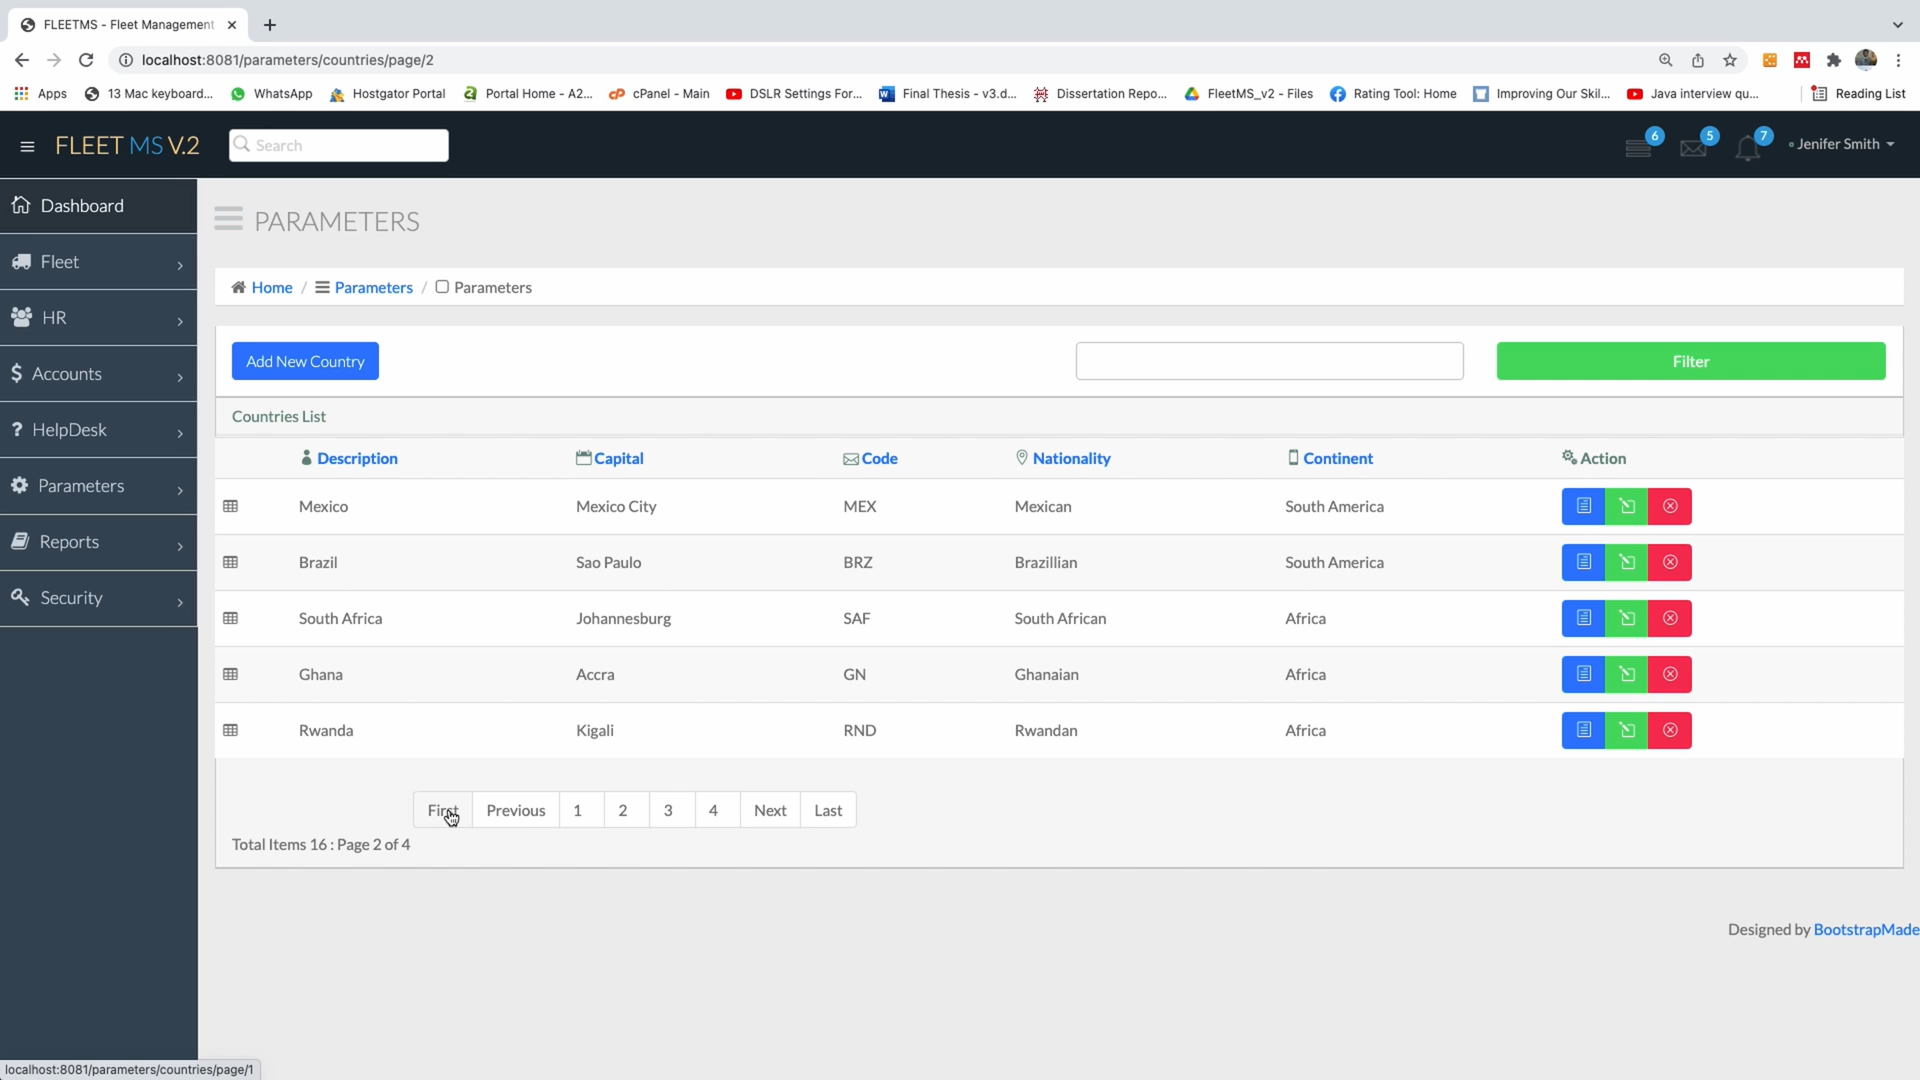 FLEETMS - Fleet Management
localhost:8081/parameters/countries/page/2
Apps 13 Mac keyboard... WhatsApp Hostgator Portal Portal Home - A2... cPanel - Main DSLR Settings For... Final Thesis - v3.d... Dissertation Repo... FleetMS_v2 - Files Rating Tool: Home Improving Our Skil... Java interview qu... Reading List
FLEET MS V.2 Search 6 5 7 Jenifer Smith
Dashboard
Fleet
HR
Accounts
HelpDesk
Parameters
Reports
Security
PARAMETERS
Home / Parameters / Parameters
Add New Country Filter
Countries List
Description Capital Code Nationality Continent Action
Mexico Mexico City MEX Mexican South America
Brazil Sao Paulo BRZ Brazillian South America
South Africa Johannesburg SAF South African Africa
Ghana Accra GN Ghanaian Africa
Rwanda Kigali RND Rwandan Africa
First Previous 1 2 3 4 Next Last
Total Items 16 : Page 2 of 4
Designed by BootstrapMade
localhost:8081/parameters/countries/page/1